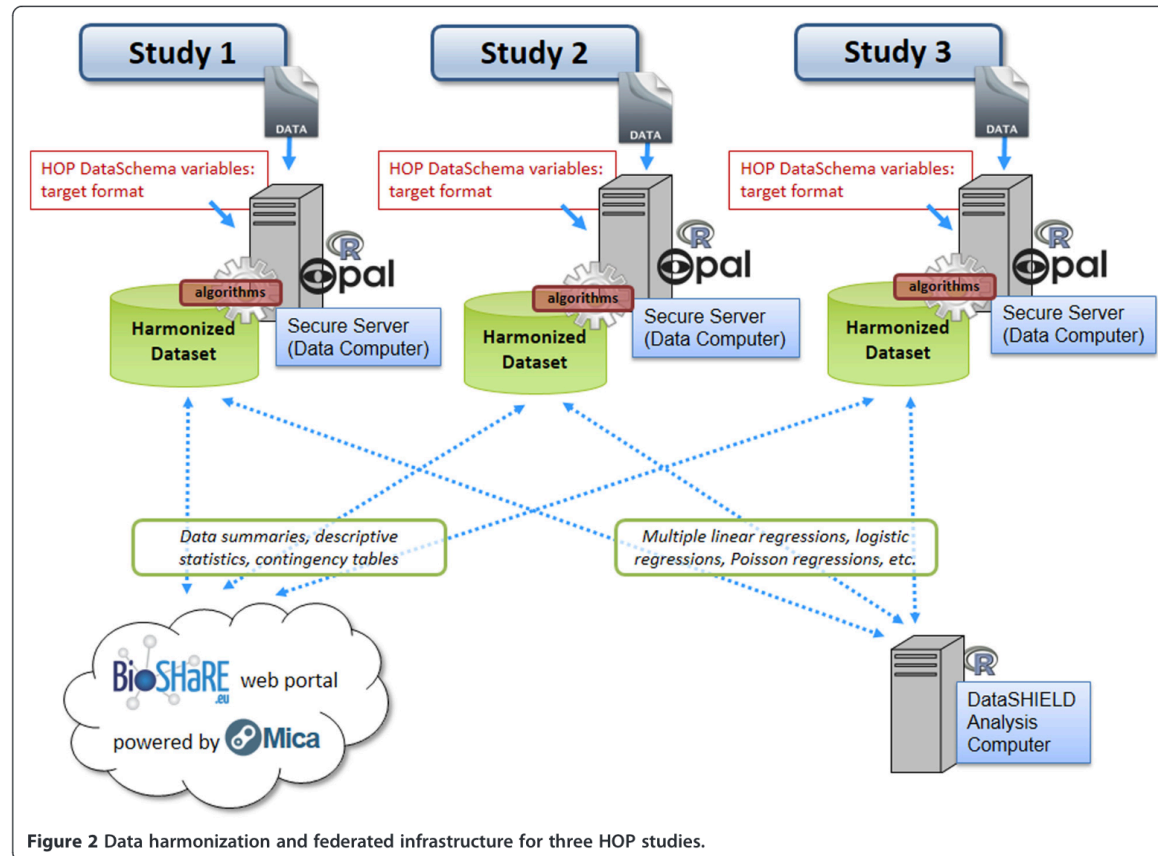 Study 1
Study 2
Study 3
DATA
DATA
DATA
HOP DataSchema variables:
target format
HOP DataSchema variables:
target format
HOP DataSchema variables:
target format
R
Opal
R
Opal
R
Opal
algorithms
algorithms
algorithms
Harmonized
Dataset
Secure Server
(Data Computer)
Harmonized
Dataset
Secure Server
(Data Computer)
Harmonized
Dataset
Secure Server
(Data Computer)
Data summaries, descriptive
statistics, contingency tables
Multiple linear regressions, logistic
regressions, Poisson regressions, etc.
BioSHaRE.eu web portal
powered by Mica
R
DataSHIELD
Analysis
Computer
Figure 2 Data harmonization and federated infrastructure for three HOP studies.